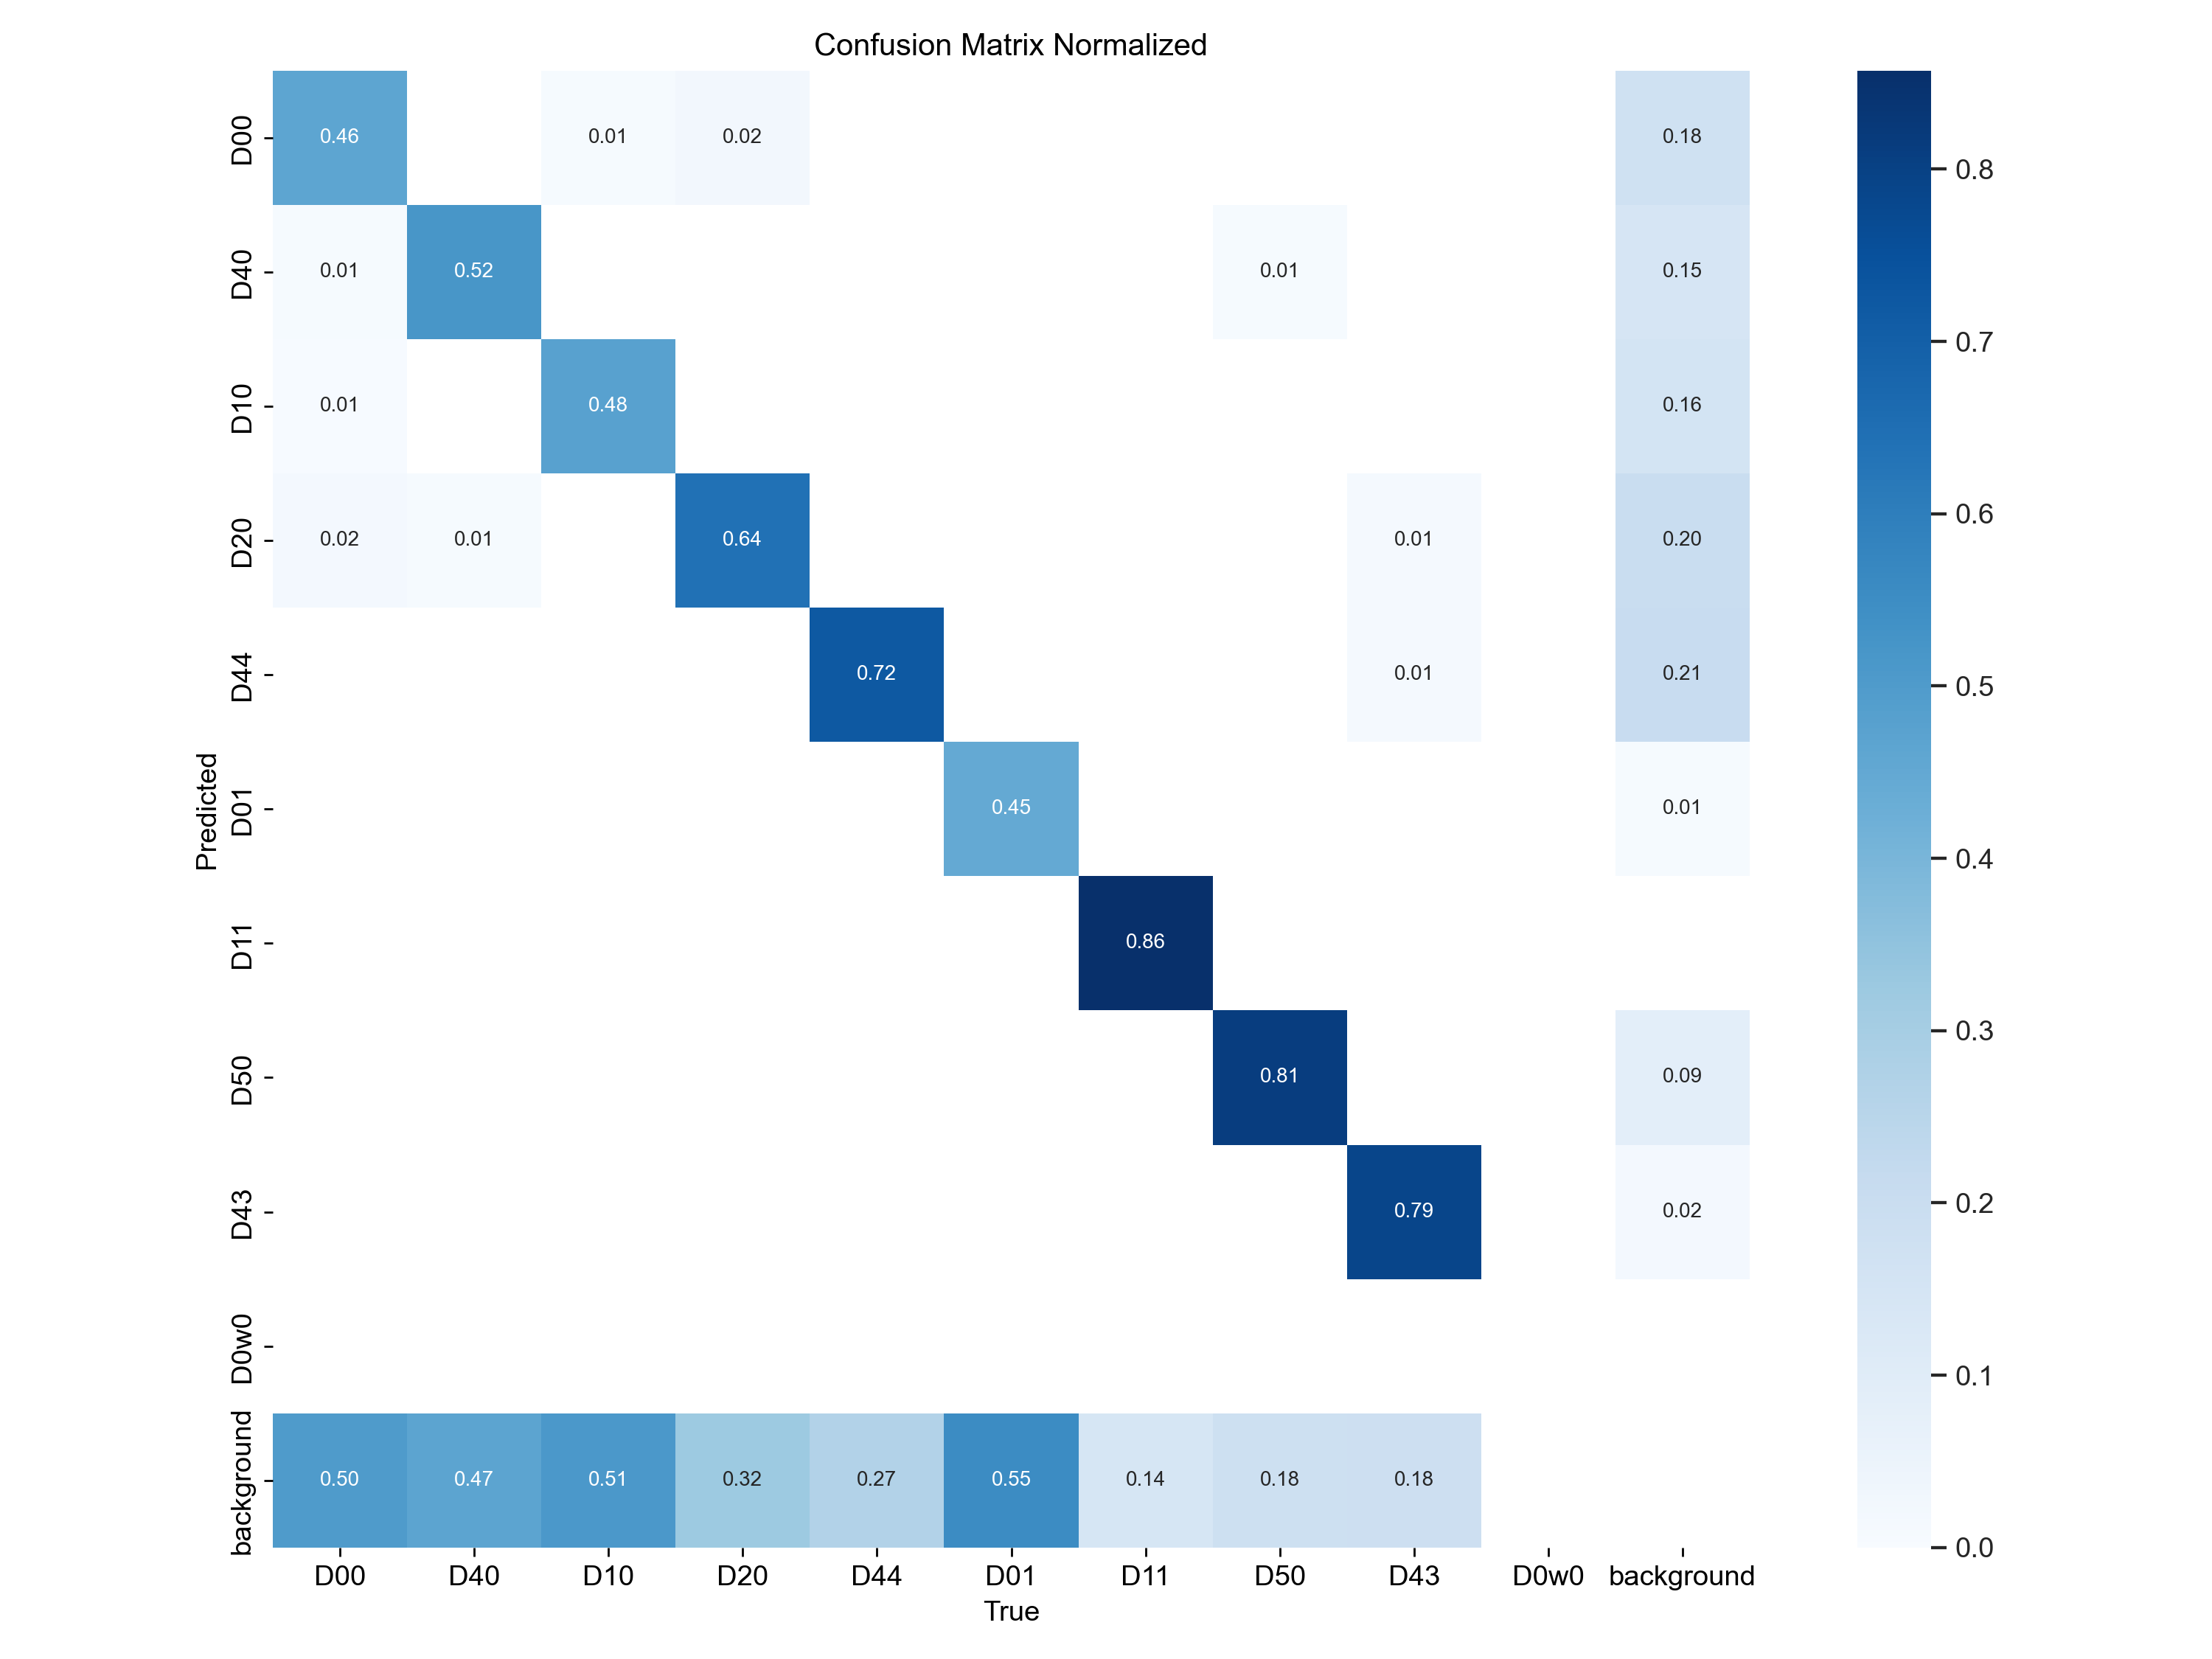 Confusion Matrix Normalized
Predicted
D00 0.46 0.01 0.02 0.18
D40 0.01 0.52 0.01 0.15
D10 0.01 0.48 0.16
D20 0.02 0.01 0.64 0.01 0.20
D44 0.72 0.01 0.21
D01 0.45 0.01
D11 0.86
D50 0.81 0.09
D43 0.79 0.02
D0w0
background 0.50 0.47 0.51 0.32 0.27 0.55 0.14 0.18 0.18
D00 D40 D10 D20 D44 D01 D11 D50 D43 D0w0 background
True
0.8
0.7
0.6
0.5
0.4
0.3
0.2
0.1
0.0